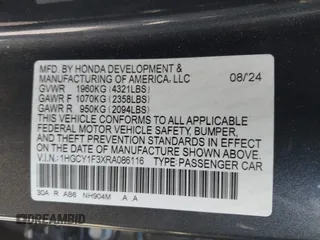 MFD. BY HONDA DEVELOPMENT &
MANUFACTURING OF AMERICA, LLC 08/24
GVWR 1960KG (4321LBS)
GAWR F 1070KG (2358LBS)
GAWR R 950KG (2094LBS)
THIS VEHICLE CONFORMS TO ALL APPLICABLE
FEDERAL MOTOR VEHICLE SAFETY, BUMPER,
AND THEFT PREVENTION STANDARDS IN
EFFECT ON THE DATE OF MANUFACTURE
SHOWN ABOVE.
V.I.N.:1HGCY1F3XRA086116 TYPE PASSENGER CAR
30A R AB6 NH904M A A
DREAMBID